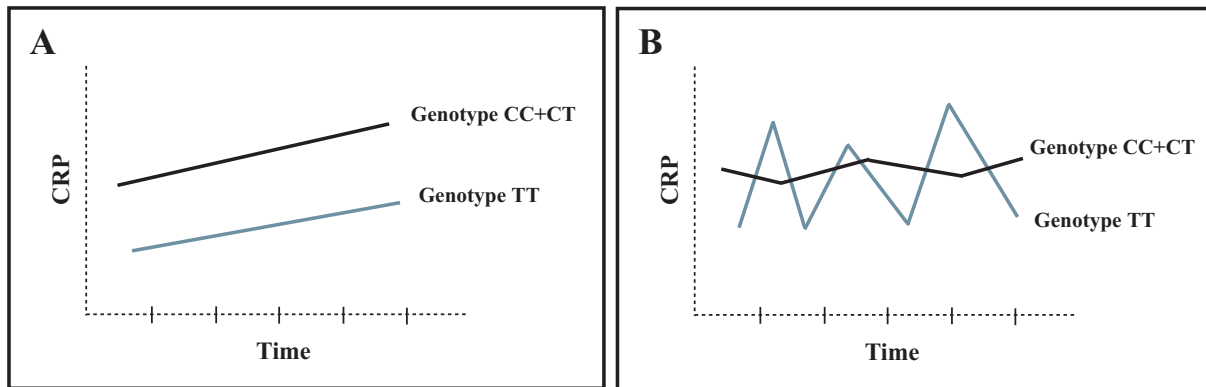 A
CRP
Genotype CC+CT
Genotype TT
Time
B
CRP
Genotype CC+CT
Genotype TT
Time